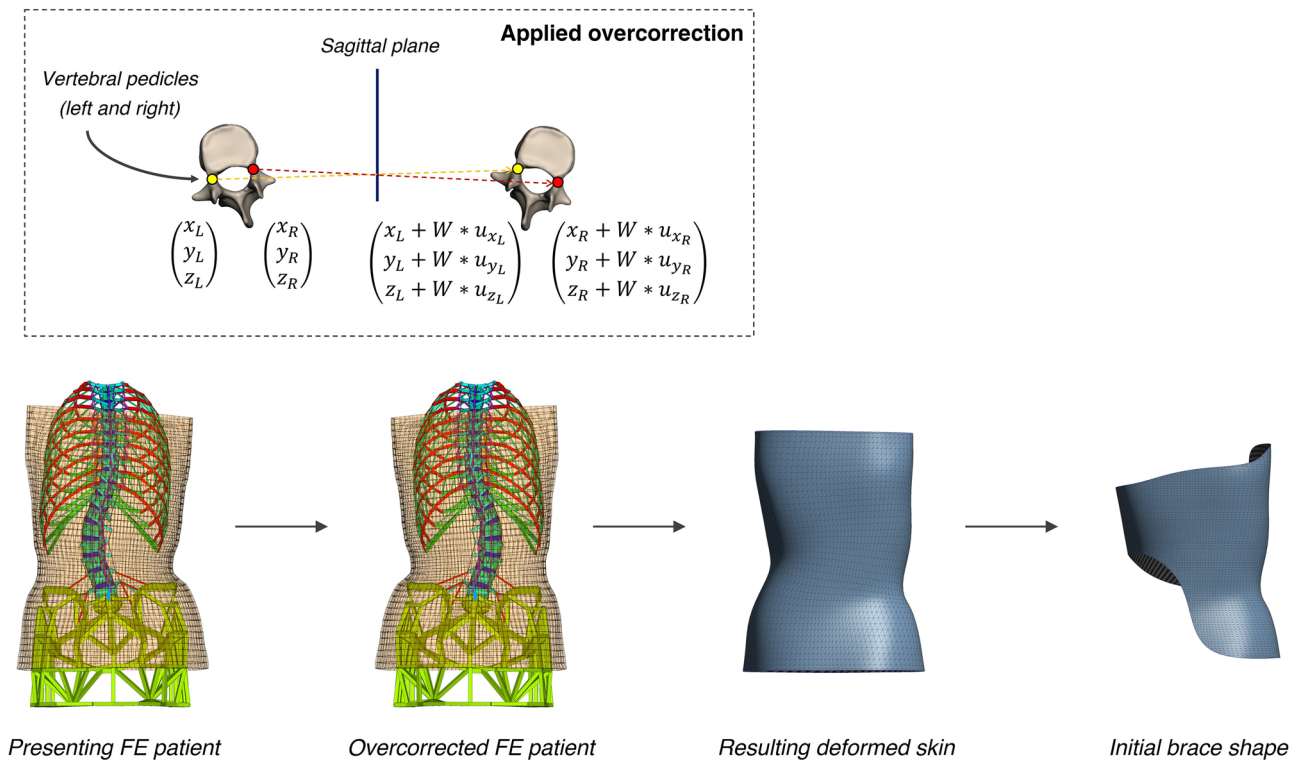 Applied overcorrection
Sagittal plane
Vertebral pedicles
(left and right)
x_L
y_L
z_L
x_R
y_R
z_R
x_L + W * u_{x_L}
y_L + W * u_{y_L}
z_L + W * u_{z_L}
x_R + W * u_{x_R}
y_R + W * u_{y_R}
z_R + W * u_{z_R}
Presenting FE patient
Overcorrected FE patient
Resulting deformed skin
Initial brace shape